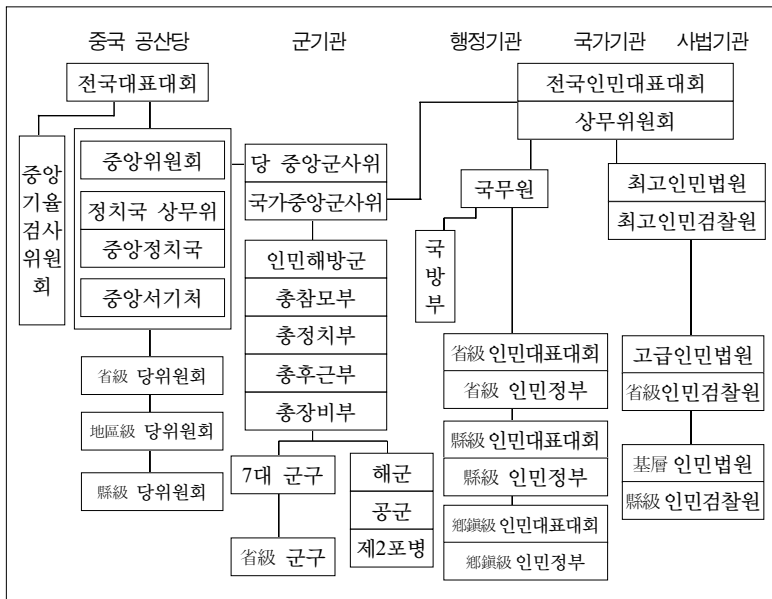 중국 공산당
군기관
행정기관
국가기관
사법기관
전국대표대회
중앙
기율
검사
위원
회
중앙위원회
정치국 상무위
중앙정치국
중앙서기처
省級 당위원회
地區級 당위원회
縣級 당위원회
당 중앙군사위
국가중앙군사위
인민해방군
총참모부
총정치부
총후근부
총장비부
7대 군구
省級 군구
해군
공군
제2포병
전국인민대표대회
상무위원회
국무원
국
방
부
省級 인민대표대회
省級 인민정부
縣級 인민대표대회
縣級 인민정부
鄕鎭級 인민대표대회
鄕鎭級 인민정부
최고인민법원
최고인민검찰원
고급인민법원
省級인민검찰원
基層 인민법원
縣級 인민검찰원